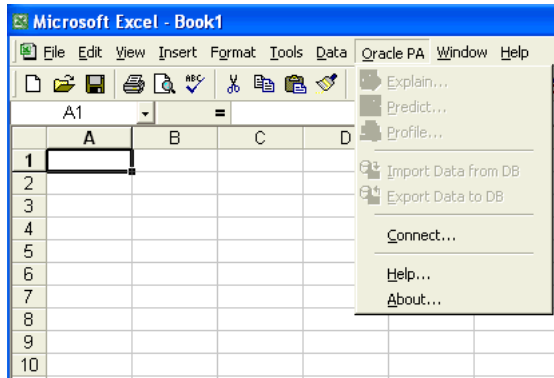 Microsoft Excel - Book1
File Edit View Insert Format Tools Data Oracle PA Window Help
ABC
A1 =
A B C D
1
2
3
4
5
6
7
8
9
10
Explain...
Predict...
Profile...
Import Data from DB
Export Data to DB
Connect...
Help...
About...